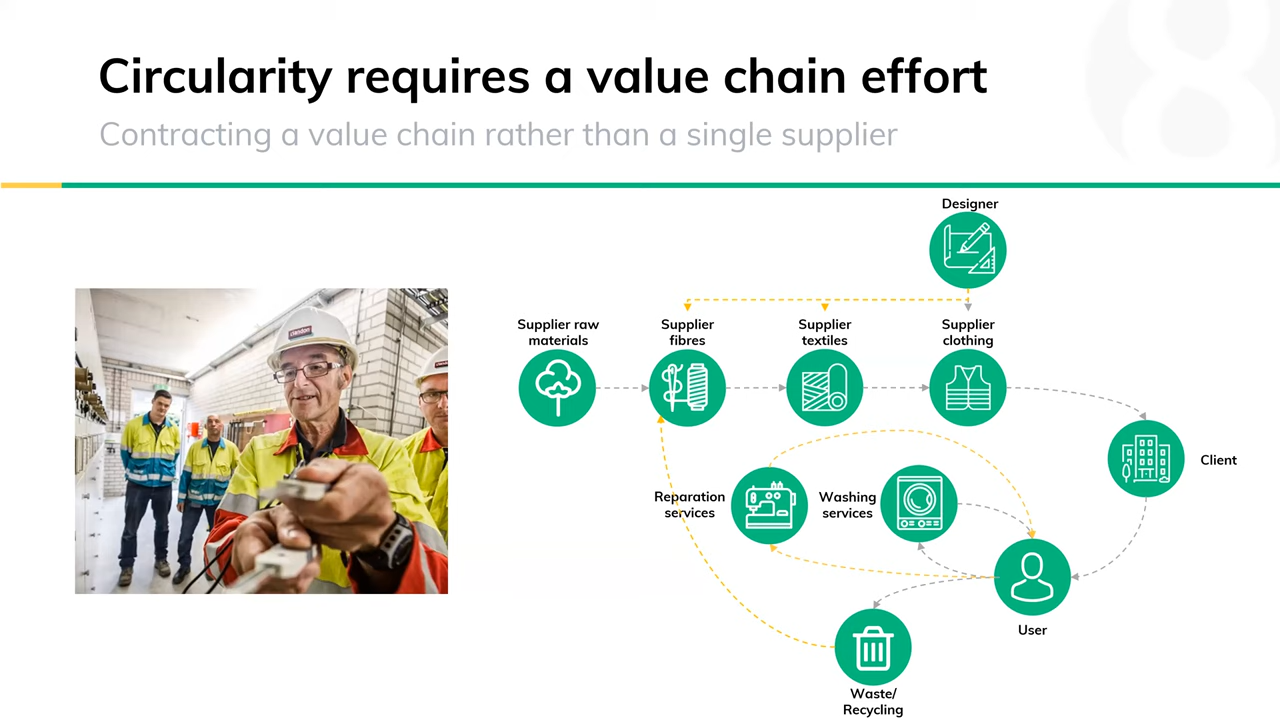 Circularity requires a value chain effort
Contracting a value chain rather than a single supplier
8
Designer
Supplier raw
materials
Supplier
fibres
Supplier
textiles
Supplier
clothing
Client
Reparation
services
Washing
services
User
Waste/
Recycling